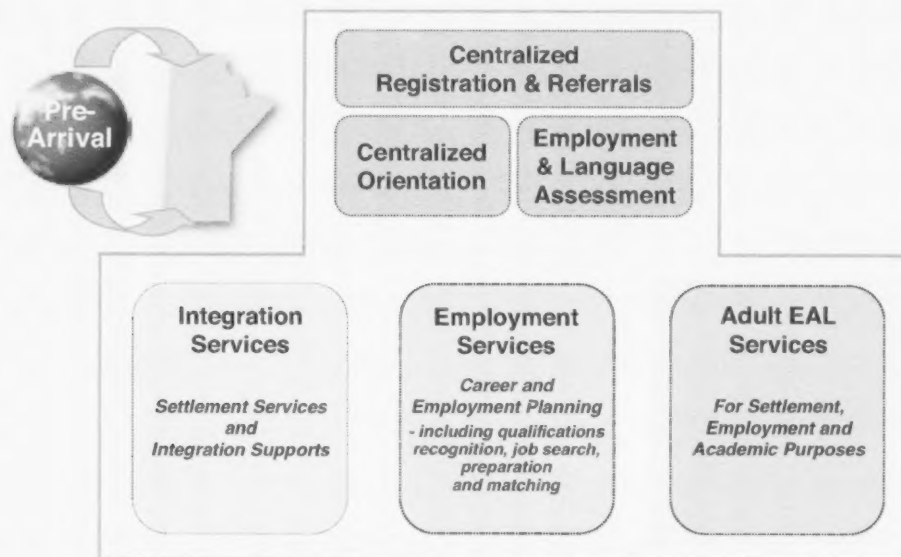 Pre-
Arrival
Centralized
Registration & Referrals
Centralized
Orientation
Employment
& Language
Assessment
Integration
Services
Settlement Services
and
Integration Supports
Employment
Services
Career and
Employment Planning
- including qualifications
recognition, job search,
preparation
and matching
Adult EAL
Services
For Settlement,
Employment and
Academic Purposes